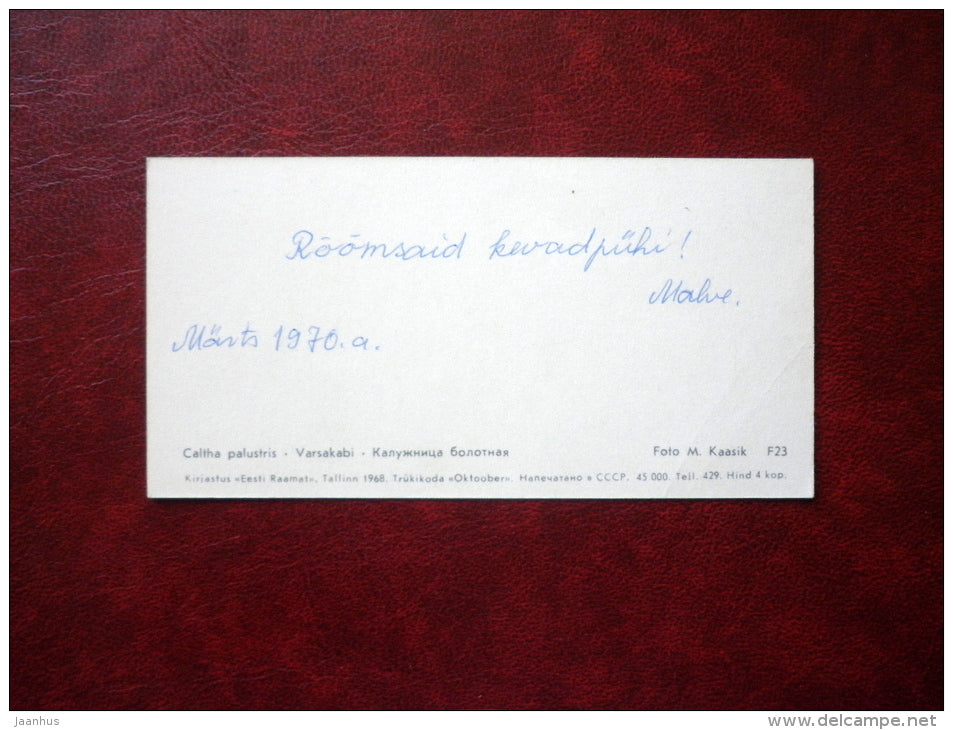 Rõõmsaid kevadpühi!
Malve.
Märts 1970.a.
Caltha palustris · Varsakabi · Калужница болотная Foto M. Kaasik F23
Kirjastus «Eesti Raamat», Tallinn 1968. Trükikoda «Oktoober». Напечатано в СССР. 45 000. Tell. 429. Hind 4 kop.
Jaanhus
www.delcampe.net